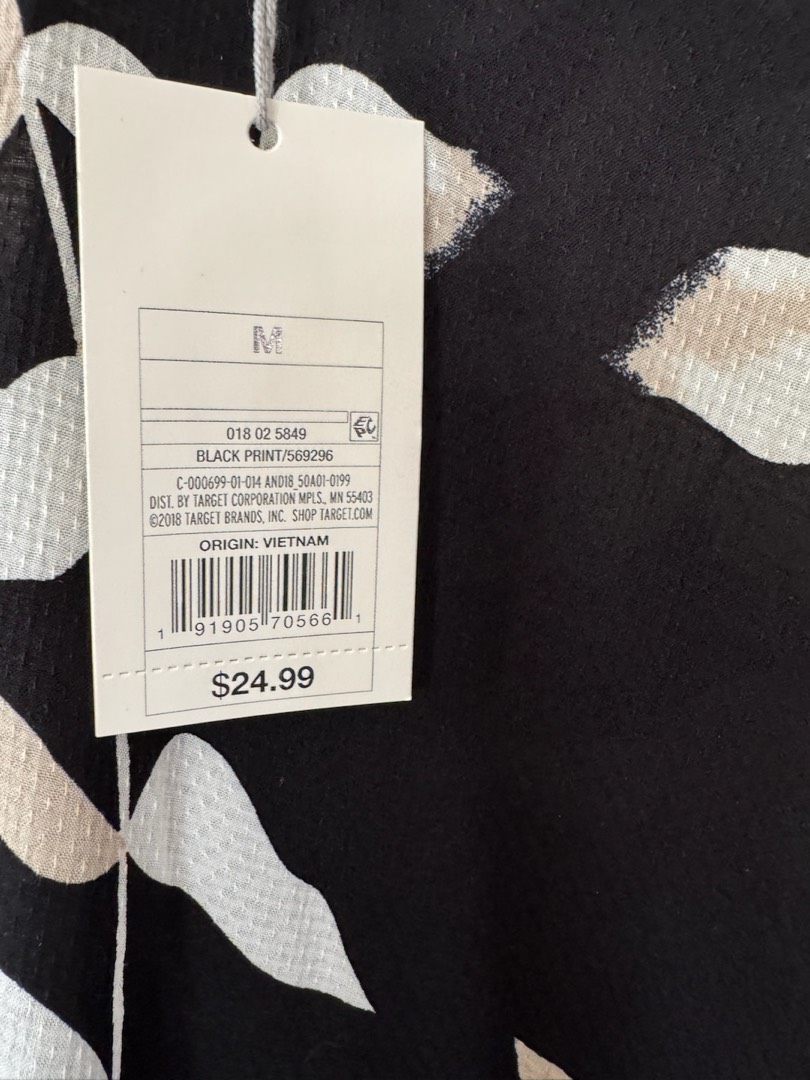 M
018 02 5849
EPC
BLACK PRINT/569296
C-000699-01-014 AND18_50A01-0199
DIST. BY TARGET CORPORATION MPLS., MN 55403
©2018 TARGET BRANDS, INC. SHOP TARGET.COM
ORIGIN: VIETNAM
1 91905 70566 1
$24.99